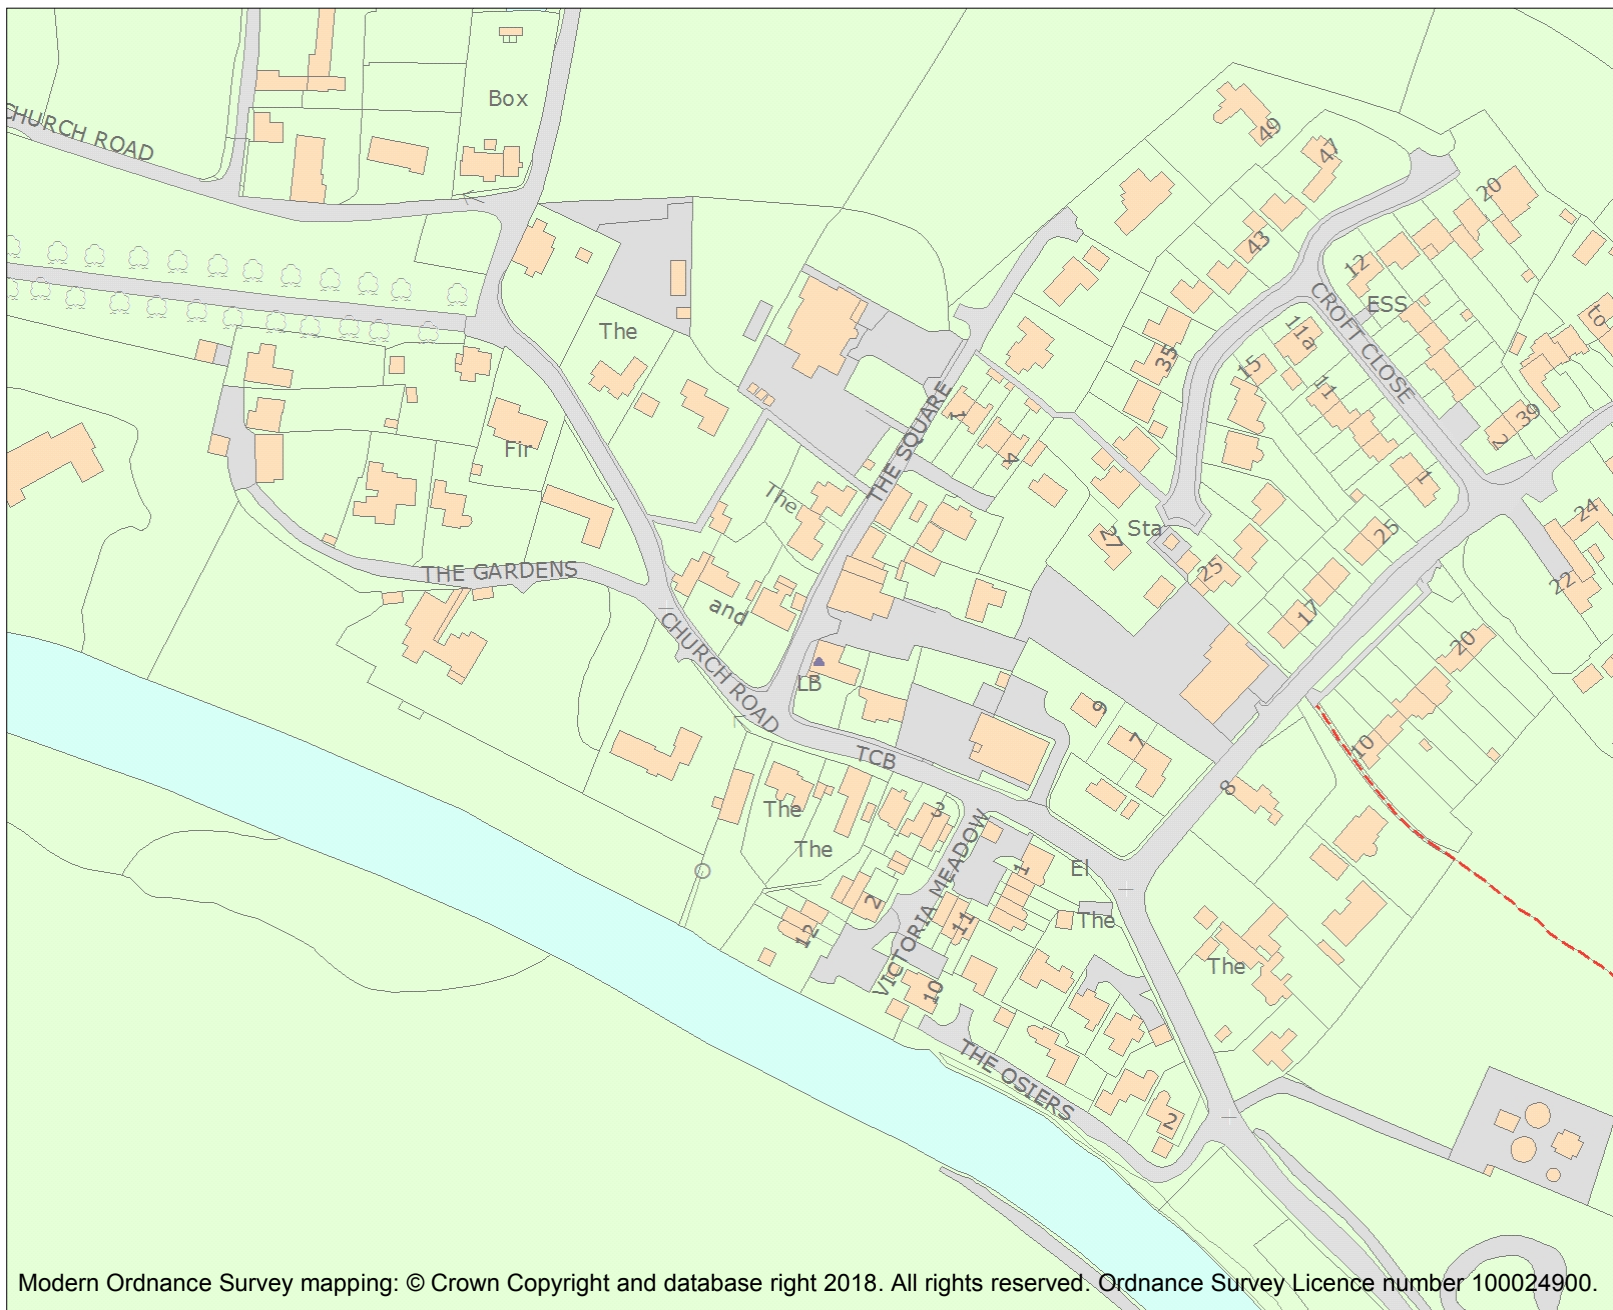 Box
CHURCH ROAD
49
47
20
43
12
ESS
CROFT CLOSE
to
The
11a
35
15
11
39
2
THE SQUARE
1
4
Fir
The
1
24
Sta
27
25
25
22
THE GARDENS
and
17
CHURCH ROAD
20
LB
9
7
10
TCB
8
The
3
The
VICTORIA MEADOW
1
El
2
11
The
12
The
10
THE OSIERS
2
Modern Ordnance Survey mapping: © Crown Copyright and database right 2018. All rights reserved. Ordnance Survey Licence number 100024900.